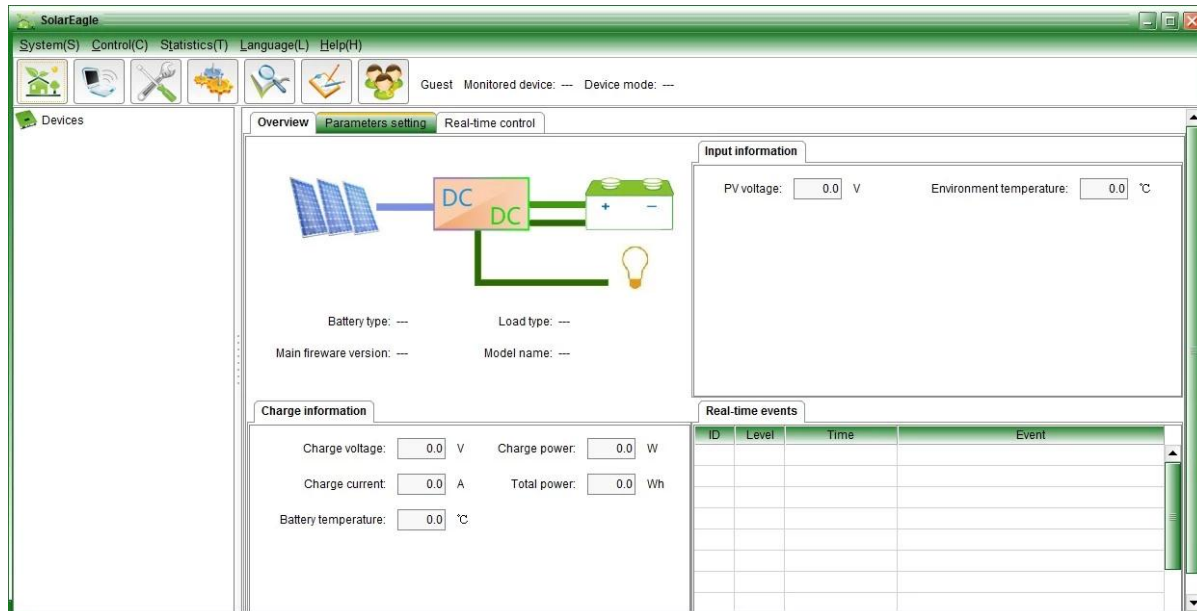 SolarEagle
System(S) Control(C) Statistics(T) Language(L) Help(H)
Guest Monitored device: --- Device mode: ---
Devices
Overview Parameters setting Real-time control
DC
DC
+ −
Battery type: --- Load type: ---
Main fireware version: --- Model name: ---
Input information
PV voltage: 0.0 V Environment temperature: 0.0 ℃
Charge information
Charge voltage: 0.0 V Charge power: 0.0 W
Charge current: 0.0 A Total power: 0.0 Wh
Battery temperature: 0.0 ℃
Real-time events
ID Level Time Event